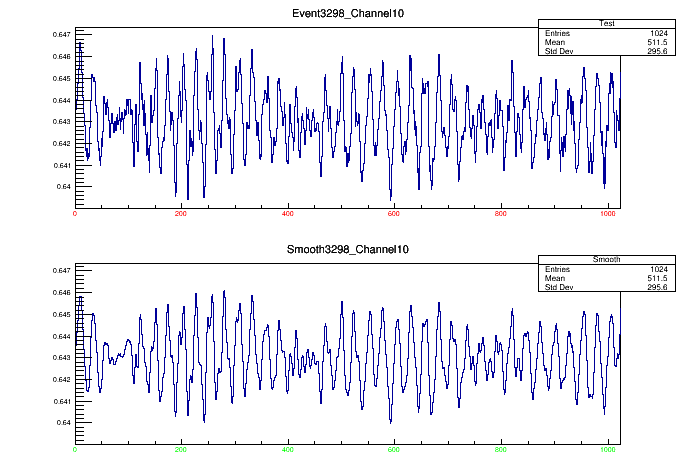 Event3298_Channel10
Test
Entries 1024
Mean 511.5
Std Dev 295.6
0.647
0.646
0.645
0.644
0.643
0.642
0.641
0.64
0 200 400 600 800 1000
Smooth3298_Channel10
Smooth
Entries 1024
Mean 511.5
Std Dev 295.6
0.647
0.646
0.645
0.644
0.643
0.642
0.641
0.64
0 200 400 600 800 1000